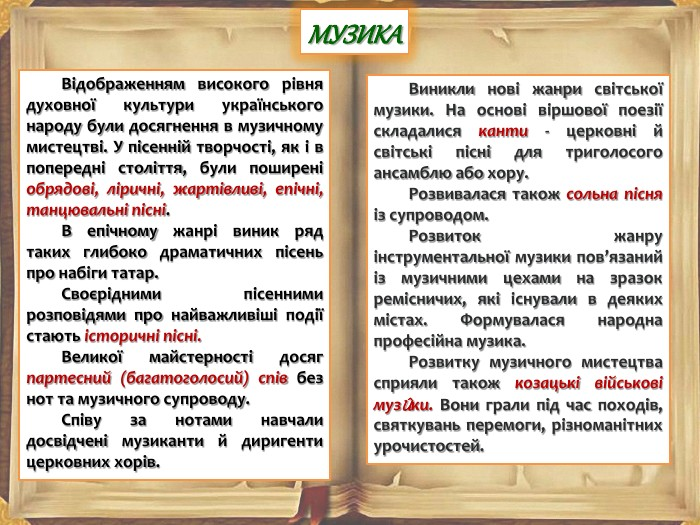 МУЗИКА
Відображенням високого рівня
духовної культури українського
народу були досягнення в музичному
мистецтві. У пісенній творчості, як і в
попередні століття, були поширені
обрядові, ліричні, жартівливі, епічні,
танцювальні пісні.
В епічному жанрі виник ряд
таких глибоко драматичних пісень
про набіги татар.
Своєрідними пісенними
розповідями про найважливіші події
стають історичні пісні.
Великої майстерності досяг
партесний (багатоголосий) спів без
нот та музичного супроводу.
Співу за нотами навчали
досвідчені музиканти й диригенти
церковних хорів.
Виникли нові жанри світської
музики. На основі віршової поезії
складалися канти - церковні й
світські пісні для триголосого
ансамблю або хору.
Розвивалася також сольна пісня
із супроводом.
Розвиток жанру
інструментальної музики пов’язаний
із музичними цехами на зразок
ремісничих, які існували в деяких
містах. Формувалася народна
професійна музика.
Розвитку музичного мистецтва
сприяли також козацькі військові
музи́ки. Вони грали під час походів,
святкувань перемоги, різноманітних
урочистостей.